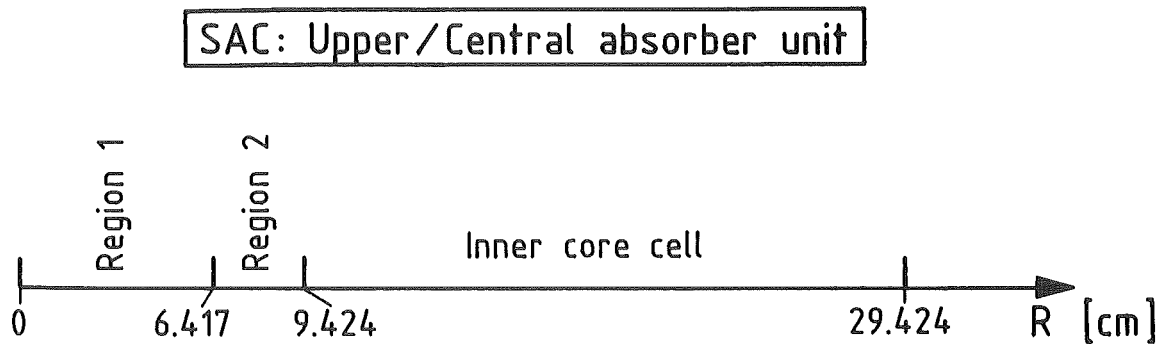 SAC: Upper/Central absorber unit
Region 1
Region 2
Inner core cell
0
6.417
9.424
29.424
R [cm]